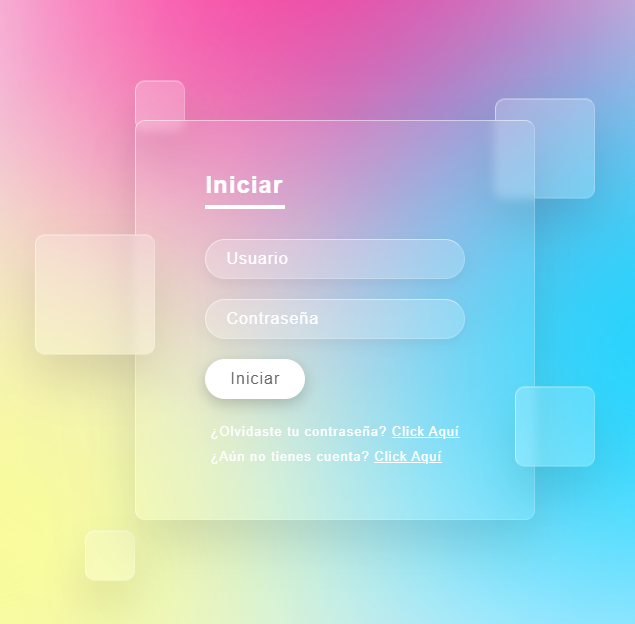 Iniciar
Usuario
Contraseña
Iniciar
¿Olvidaste tu contraseña? Click Aquí
¿Aún no tienes cuenta? Click Aquí